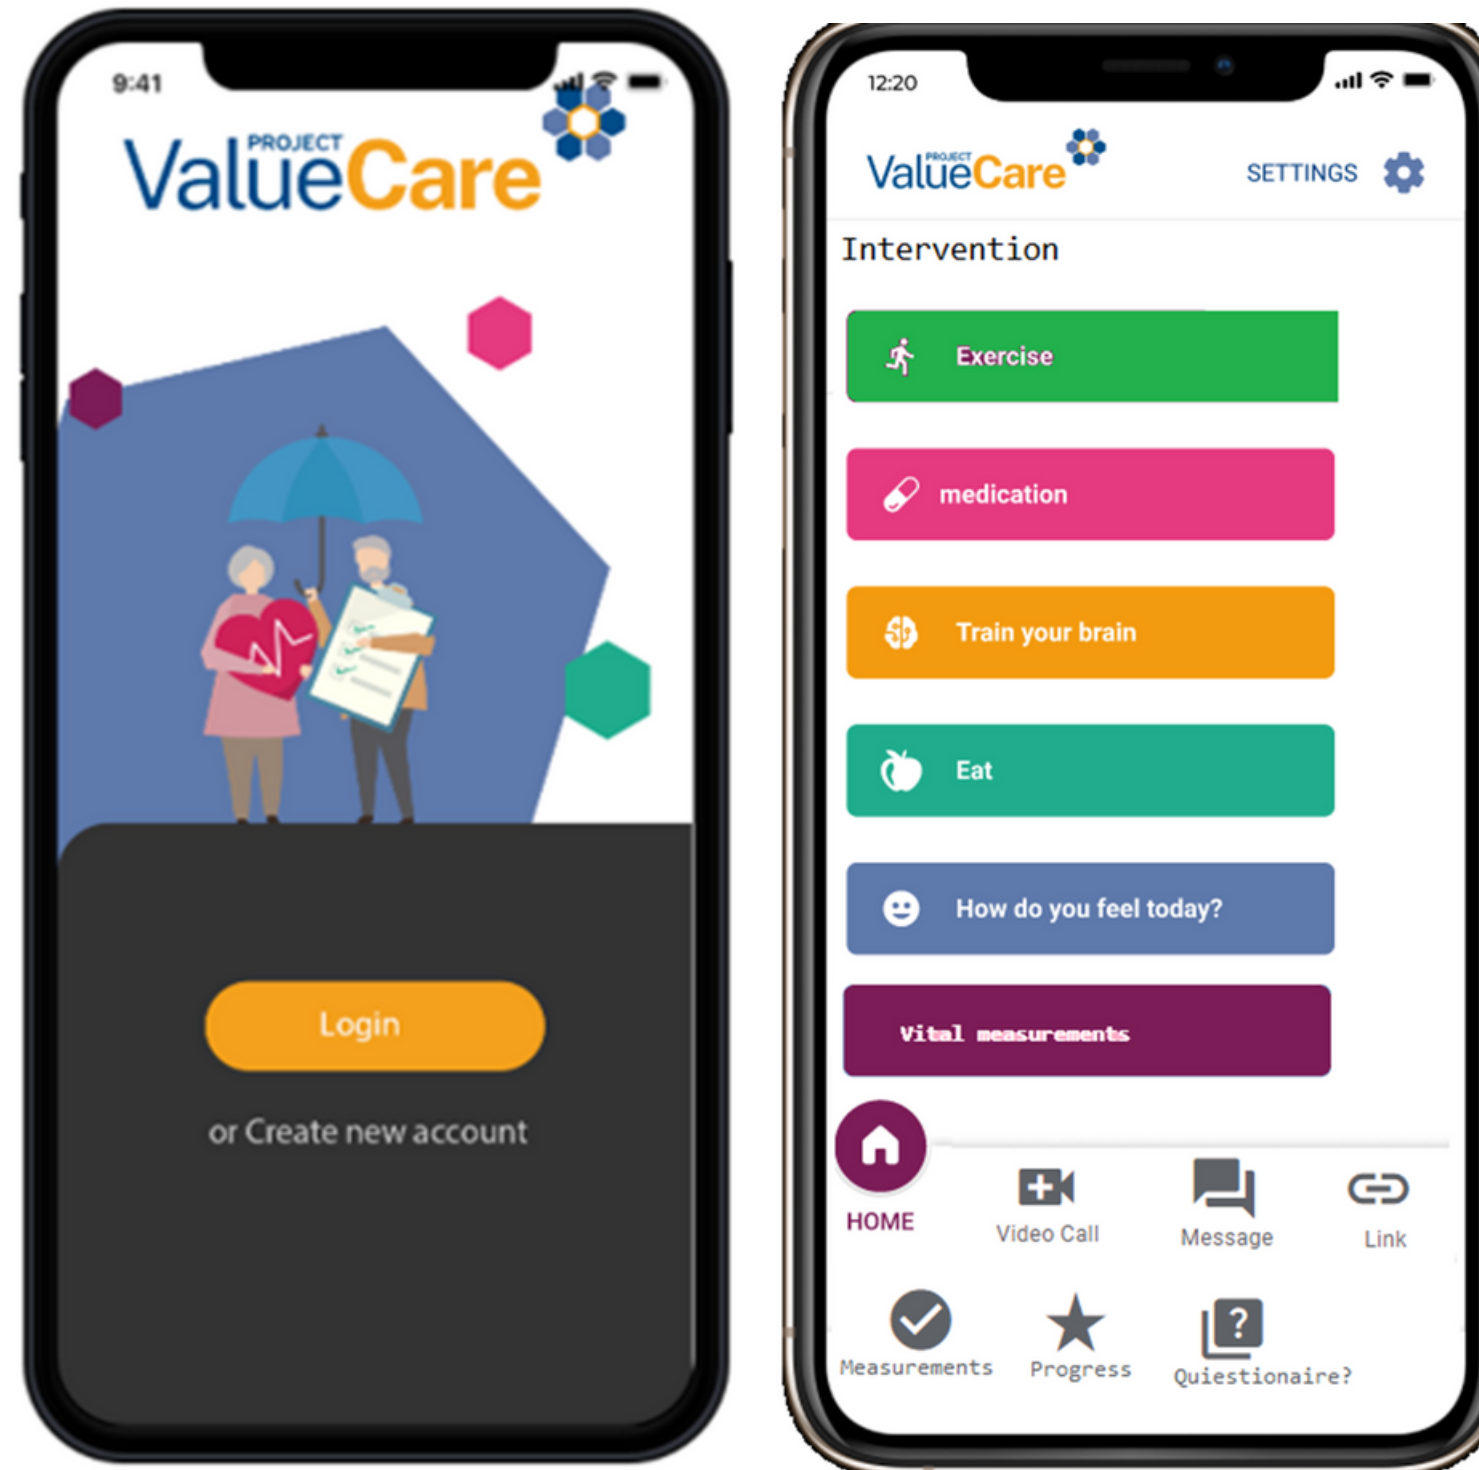 9:41
PROJECT
ValueCare
Login
or Create new account
12:20
PROJECT
ValueCare
SETTINGS
Intervention
Exercise
medication
Train your brain
Eat
How do you feel today?
Vital measurements
HOME
Video Call
Message
Link
?
Measurements
Progress
Quiestionaire?